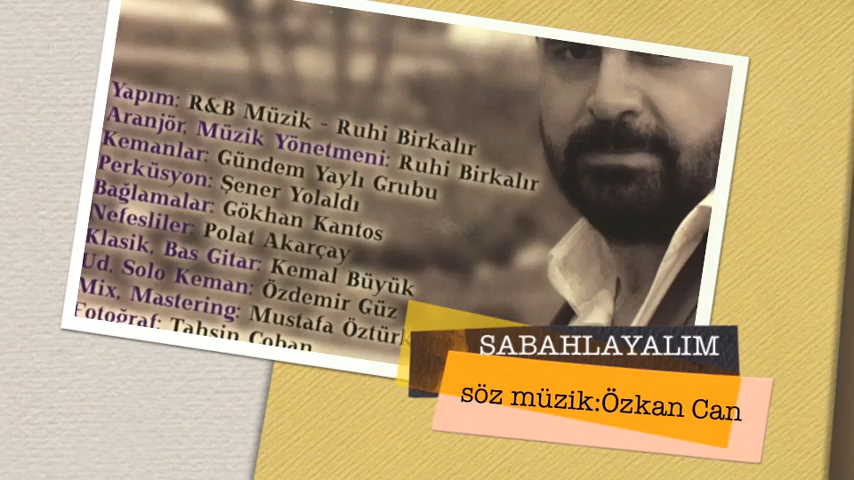 Yapım: R&B Müzik - Ruhi Birkalır
Aranjör, Müzik Yönetmeni: Ruhi Birkalır
Kemanlar: Gündem Yaylı Grubu
Perküsyon: Şener Yolaldı
Bağlamalar: Gökhan Kantos
Nefesliler: Polat Akarçay
Klasik, Bas Gitar: Kemal Büyük
Ud, Solo Keman: Özdemir Güz
Mix, Mastering: Mustafa Öztürk
Fotoğraf: Tahsin Çoban
SABAHLAYALIM
söz müzik:Özkan Can